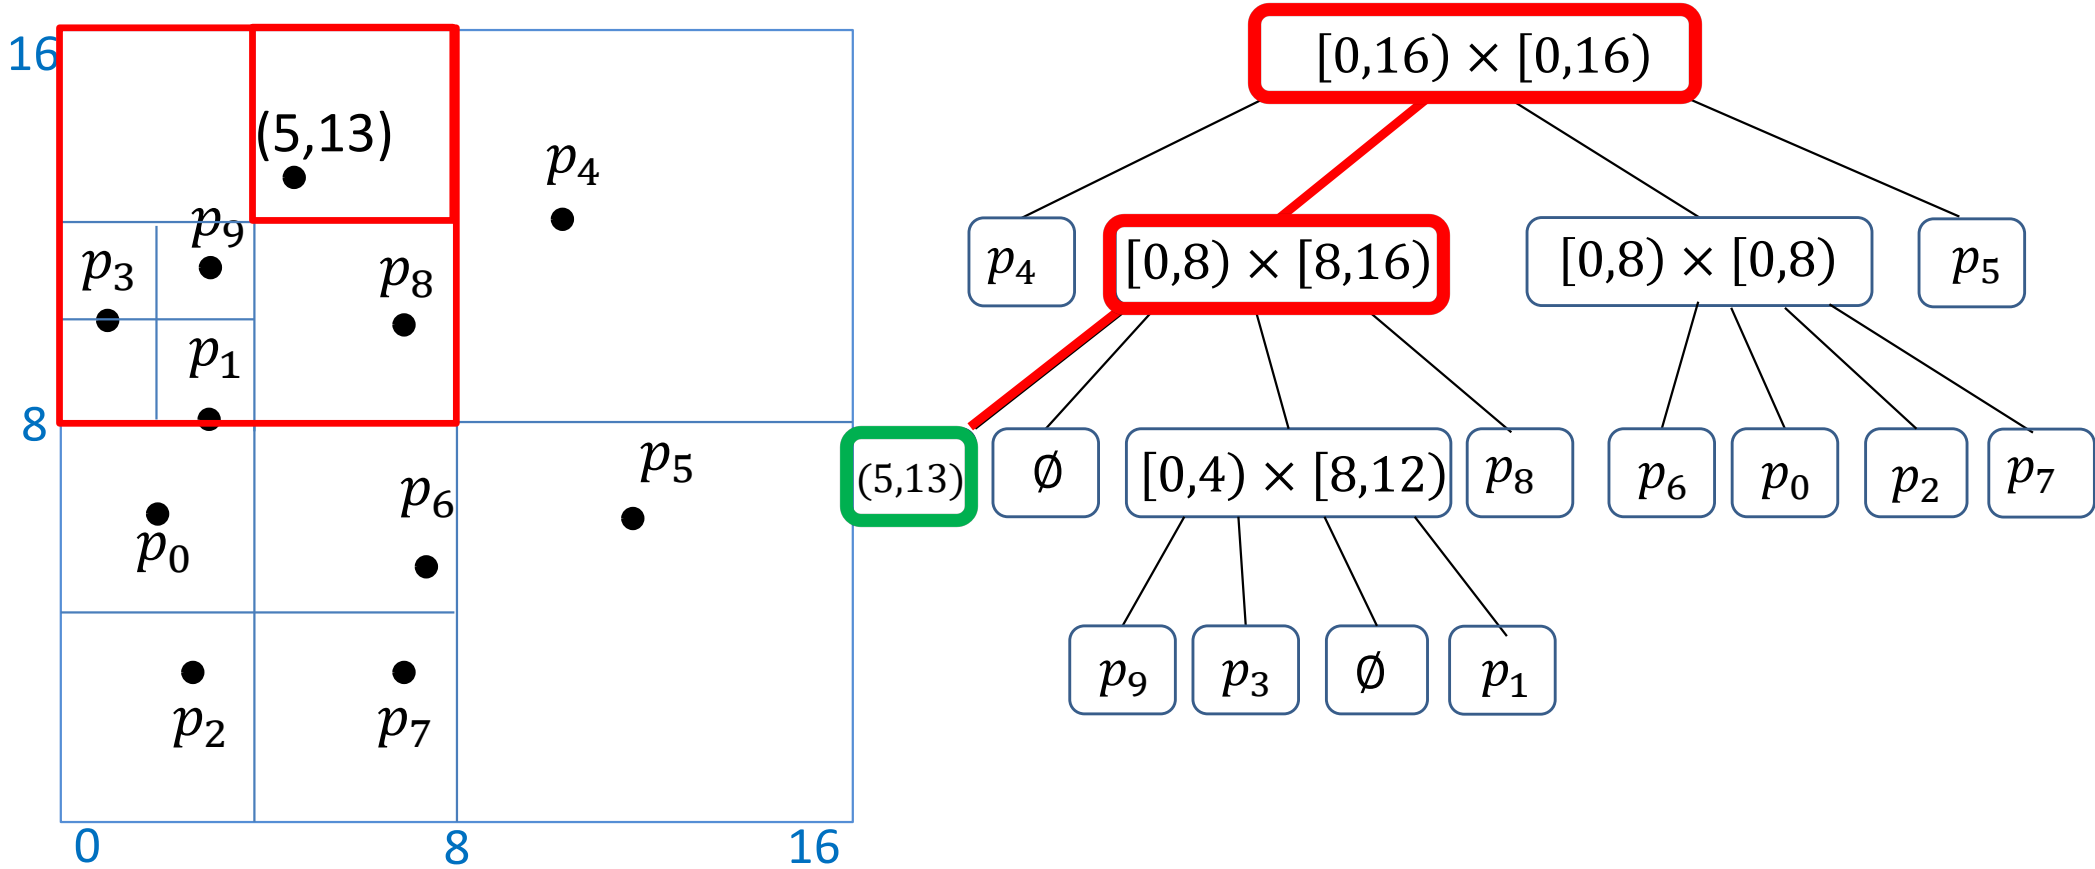 16
(5,13)
p₄
p₉
p₃
p₈
p₁
8
p₅
p₆
p₀
p₂
p₇
0
8
16
[0,16) × [0,16)
p₄
[0,8) × [8,16)
[0,8) × [0,8)
p₅
(5,13)
∅
[0,4) × [8,12)
p₈
p₆
p₀
p₂
p₇
p₉
p₃
∅
p₁